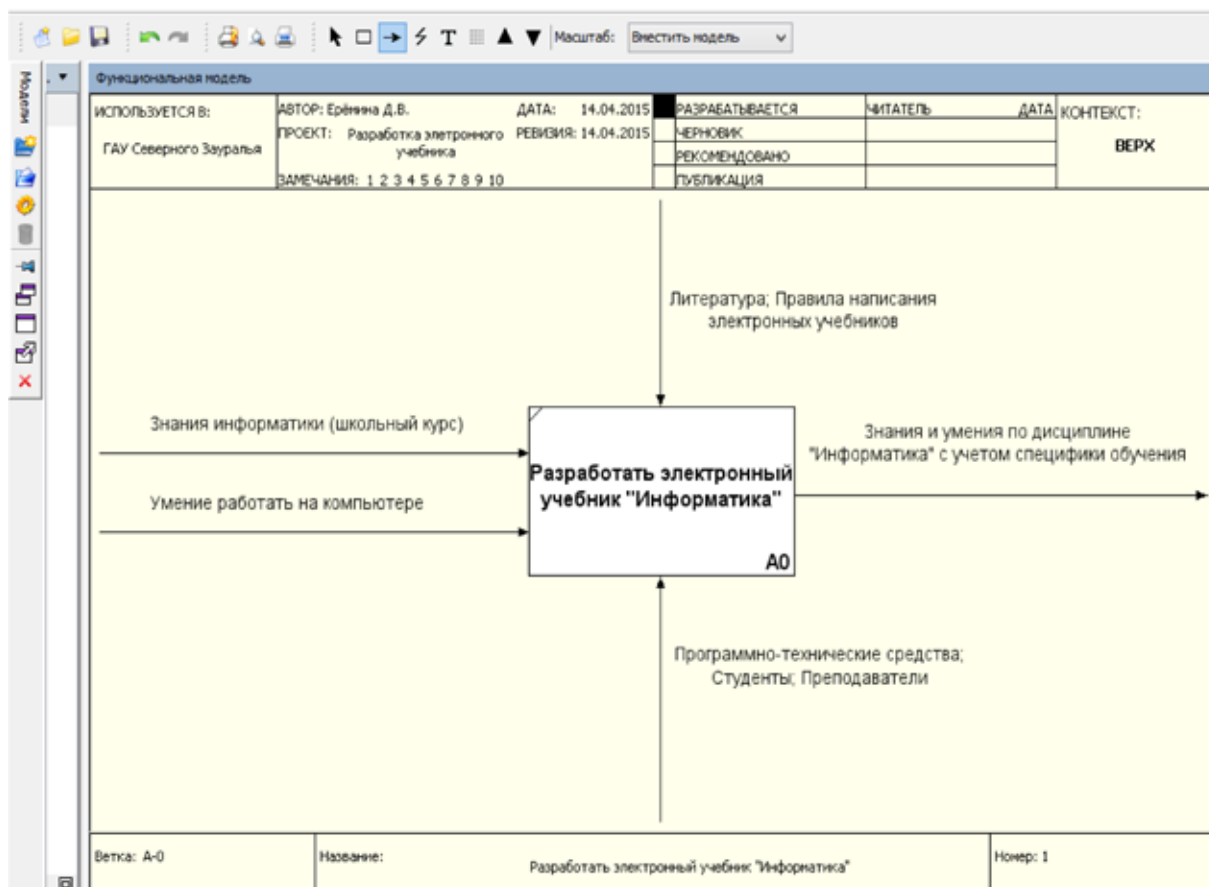 Масштаб: Вместить модель
Модели
Функциональная модель
ИСПОЛЬЗУЕТСЯ В:
ГАУ Северного Зауралья
АВТОР: Ерёмина Д.В.
ДАТА: 14.04.2015
ПРОЕКТ: Разработка элетронного
учебника
РЕВИЗИЯ: 14.04.2015
ЗАМЕЧАНИЯ: 1 2 3 4 5 6 7 8 9 10
РАЗРАБАТЫВАЕТСЯ
ЧЕРНОВИК
РЕКОМЕНДОВАНО
ПУБЛИКАЦИЯ
ЧИТАТЕЛЬ ДАТА
КОНТЕКСТ:
ВЕРХ
Литература; Правила написания
электронных учебников
Знания информатики (школьный курс)
Умение работать на компьютере
Разработать электронный
учебник "Информатика"
A0
Знания и умения по дисциплине
"Информатика" с учетом специфики обучения
Программно-технические средства;
Студенты; Преподаватели
Ветка: A-0
Название:
Разработать электронный учебник "Информатика"
Номер: 1